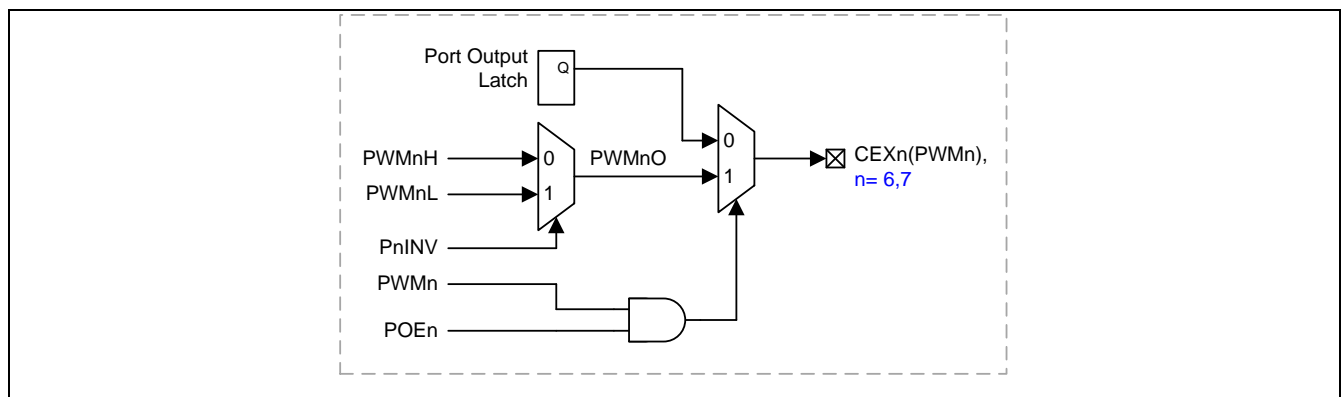 Port Output
Latch
Q
PWMnH
0
PWMnO
PWMnL
1
0
1
CEXn(PWMn),
n= 6,7
PnINV
PWMn
POEn